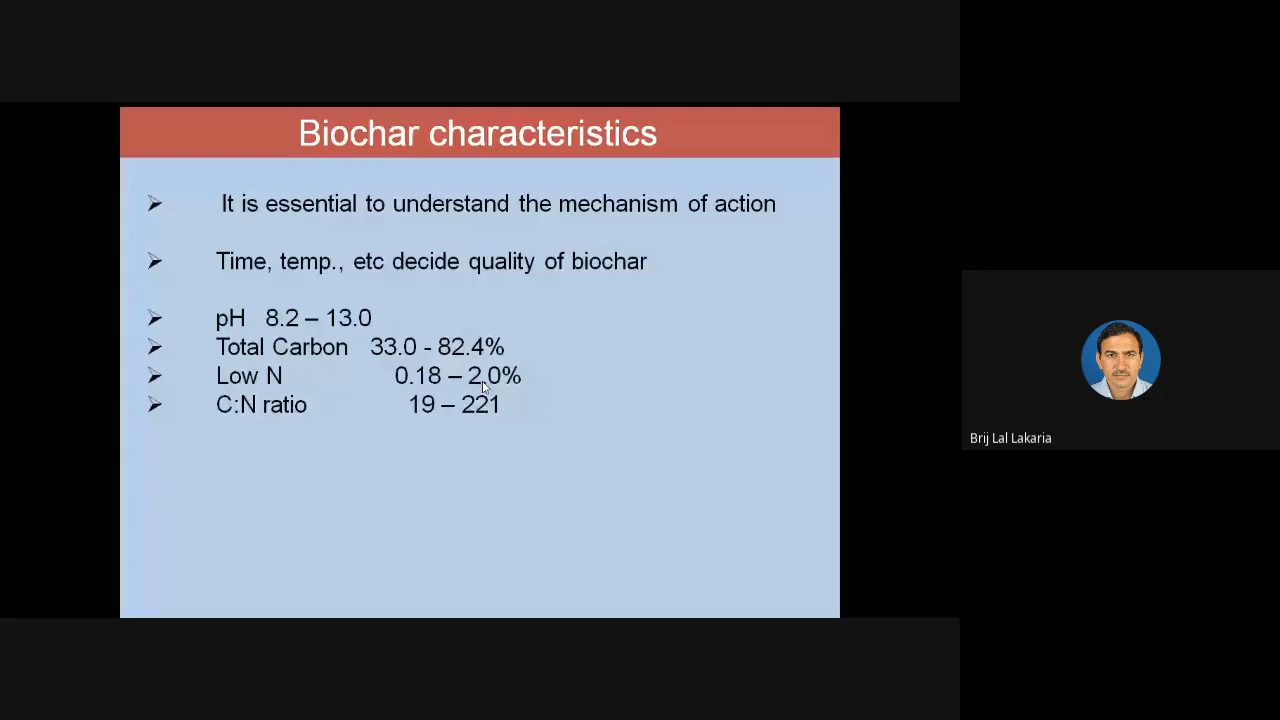 Biochar characteristics
It is essential to understand the mechanism of action
Time, temp., etc decide quality of biochar
pH 8.2 – 13.0
Total Carbon 33.0 - 82.4%
Low N 0.18 – 2.0%
C:N ratio 19 – 221
Brij Lal Lakaria